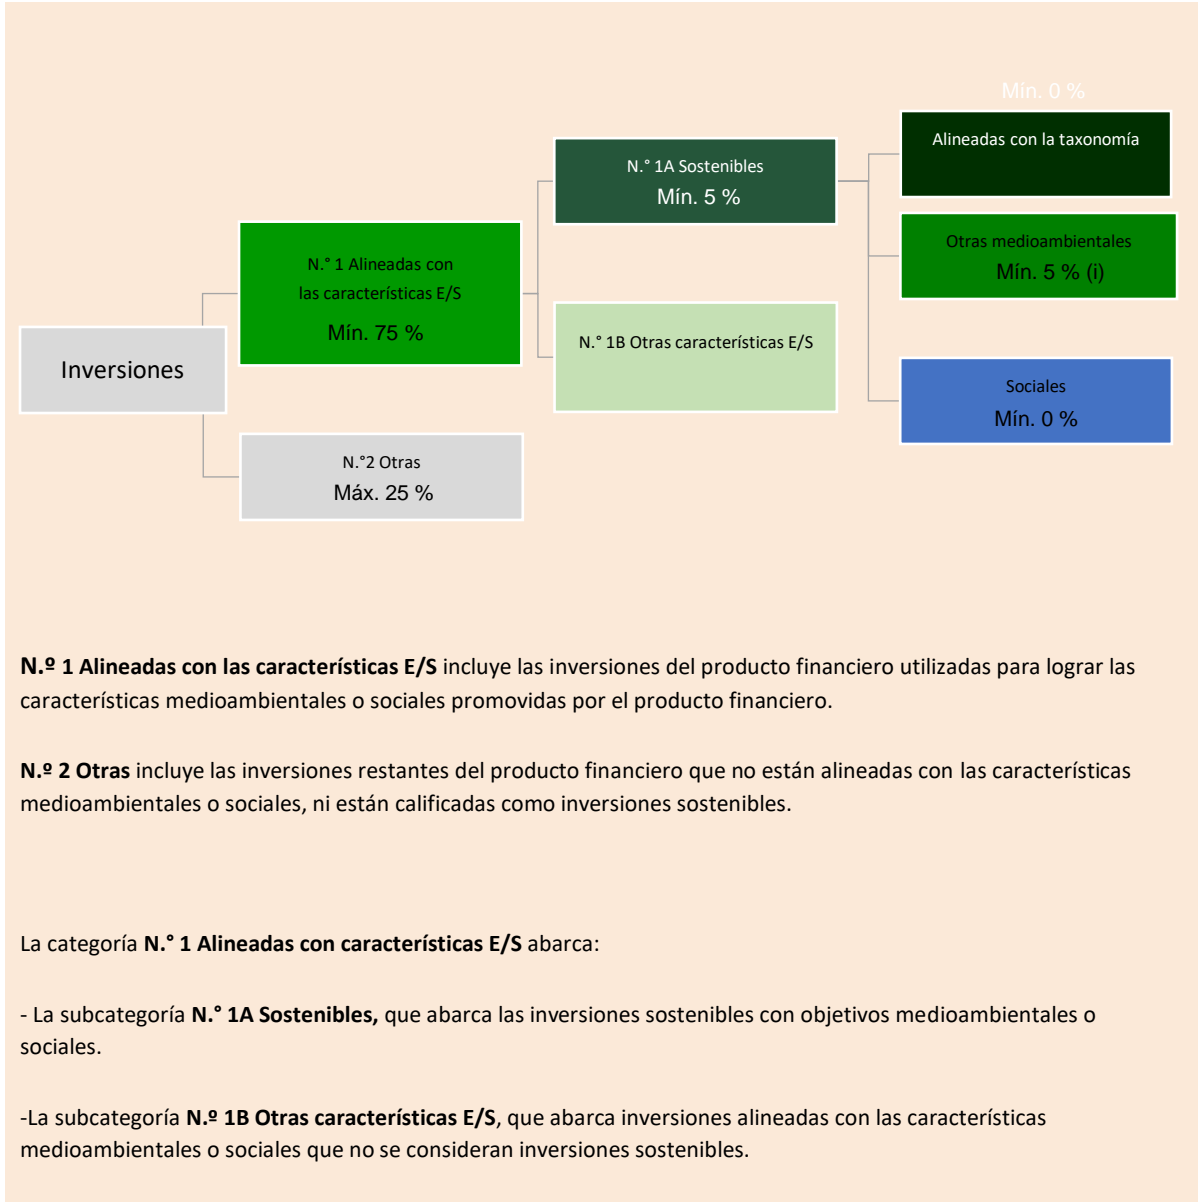 Mín. 0 %
Alineadas con la taxonomía
N.° 1A Sostenibles
Mín. 5 %
Otras medioambientales
Mín. 5 % (i)
N.° 1 Alineadas con
las características E/S
Mín. 75 %
N.° 1B Otras características E/S
Inversiones
Sociales
Mín. 0 %
N.°2 Otras
Máx. 25 %
N.º 1 Alineadas con las características E/S incluye las inversiones del producto financiero utilizadas para lograr las
características medioambientales o sociales promovidas por el producto financiero.
N.º 2 Otras incluye las inversiones restantes del producto financiero que no están alineadas con las características
medioambientales o sociales, ni están calificadas como inversiones sostenibles.
La categoría N.° 1 Alineadas con características E/S abarca:
- La subcategoría N.° 1A Sostenibles, que abarca las inversiones sostenibles con objetivos medioambientales o
sociales.
-La subcategoría N.º 1B Otras características E/S, que abarca inversiones alineadas con las características
medioambientales o sociales que no se consideran inversiones sostenibles.